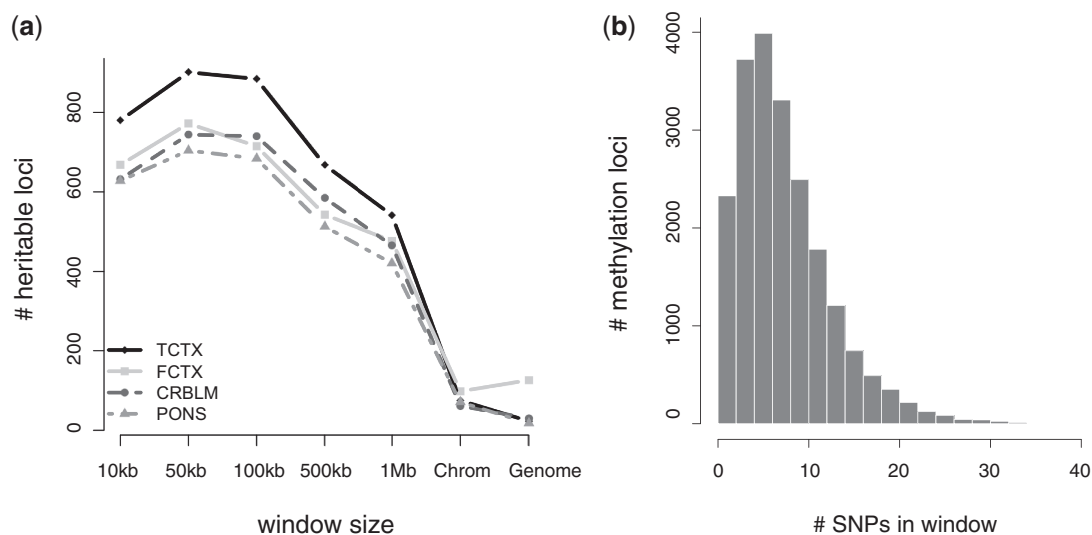 (a)
# heritable loci
800
600
400
200
0
TCTX
FCTX
CRBLM
PONS
10kb 50kb 100kb 500kb 1Mb Chrom Genome
window size
(b)
# methylation loci
4000
3000
2000
1000
0
0 10 20 30 40
# SNPs in window